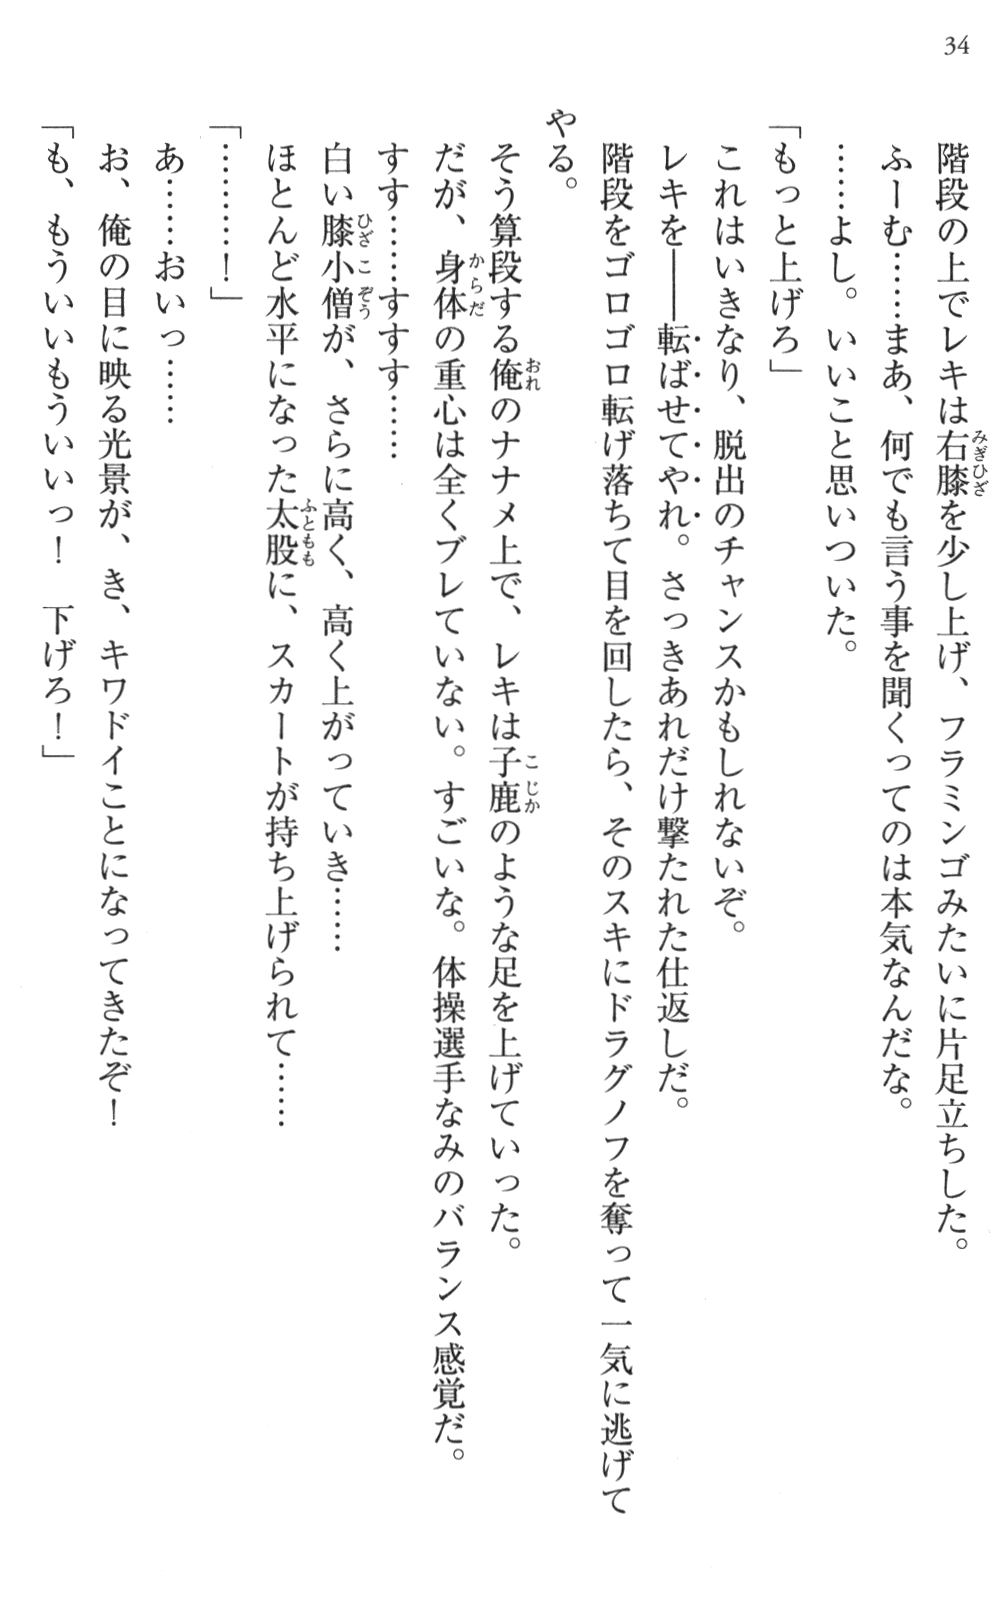 34
階段の上でレキは右膝を少し上げ、フラミンゴみたいに片足立ちした。
ふーむ……まあ、何でも言う事を聞くってのは本気なんだな。
……よし。いいこと思いついた。
「もっと上げろ」
これはいきなり、脱出のチャンスかもしれないぞ。
レキを――転ばせてやれ。さっきあれだけ撃たれた仕返しだ。
階段をゴロゴロ転げ落ちて目を回したら、そのスキにドラグノフを奪って一気に逃げて
やる。
そう算段する俺のナナメ上で、レキは子鹿のような足を上げていった。
だが、身体の重心は全くブレていない。すごいな。体操選手なみのバランス感覚だ。
すす……すすす……
白い膝小僧が、さらに高く、高く上がっていき……
ほとんど水平になった太股に、スカートが持ち上げられて……
「………！」
あ……おいっ……
お、俺の目に映る光景が、き、キワドイことになってきたぞ！
「も、もういいもういいっ！　下げろ！」